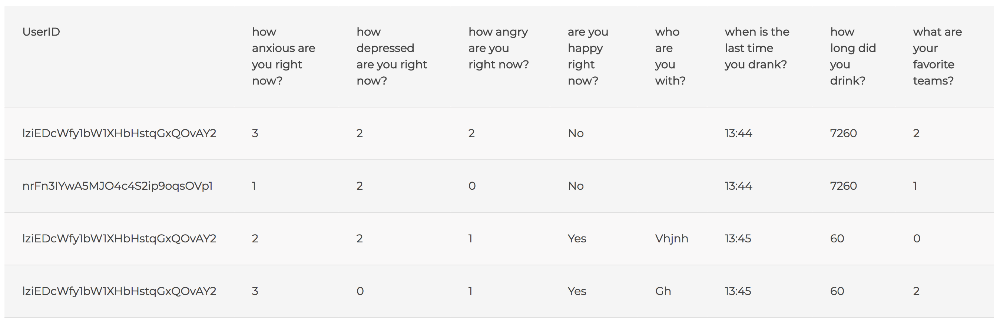 UserID
how anxious are you right now?
how depressed are you right now?
how angry are you right now?
are you happy right now?
who are you with?
when is the last time you drank?
how long did you drink?
what are your favorite teams?
lziEDcWfy1bW1XHbHstqGxQOvAY2 3 2 2 No 13:44 7260 2
nrFn3IYwA5MJO4c4S2ip9oqsOVp1 1 2 0 No 13:44 7260 1
lziEDcWfy1bW1XHbHstqGxQOvAY2 2 2 1 Yes Vhjnh 13:45 60 0
lziEDcWfy1bW1XHbHstqGxQOvAY2 3 0 1 Yes Gh 13:45 60 2